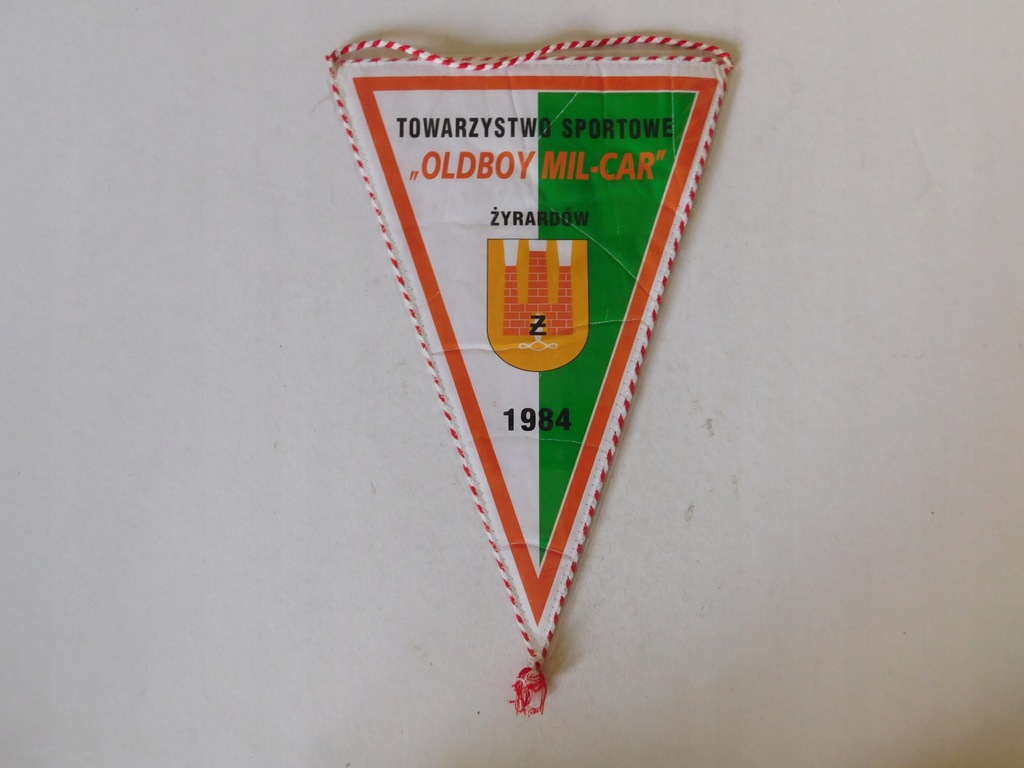 TOWARZYSTWO SPORTOWE
„OLDBOY MIL-CAR"
ŻYRARDÓW
Ż
1984